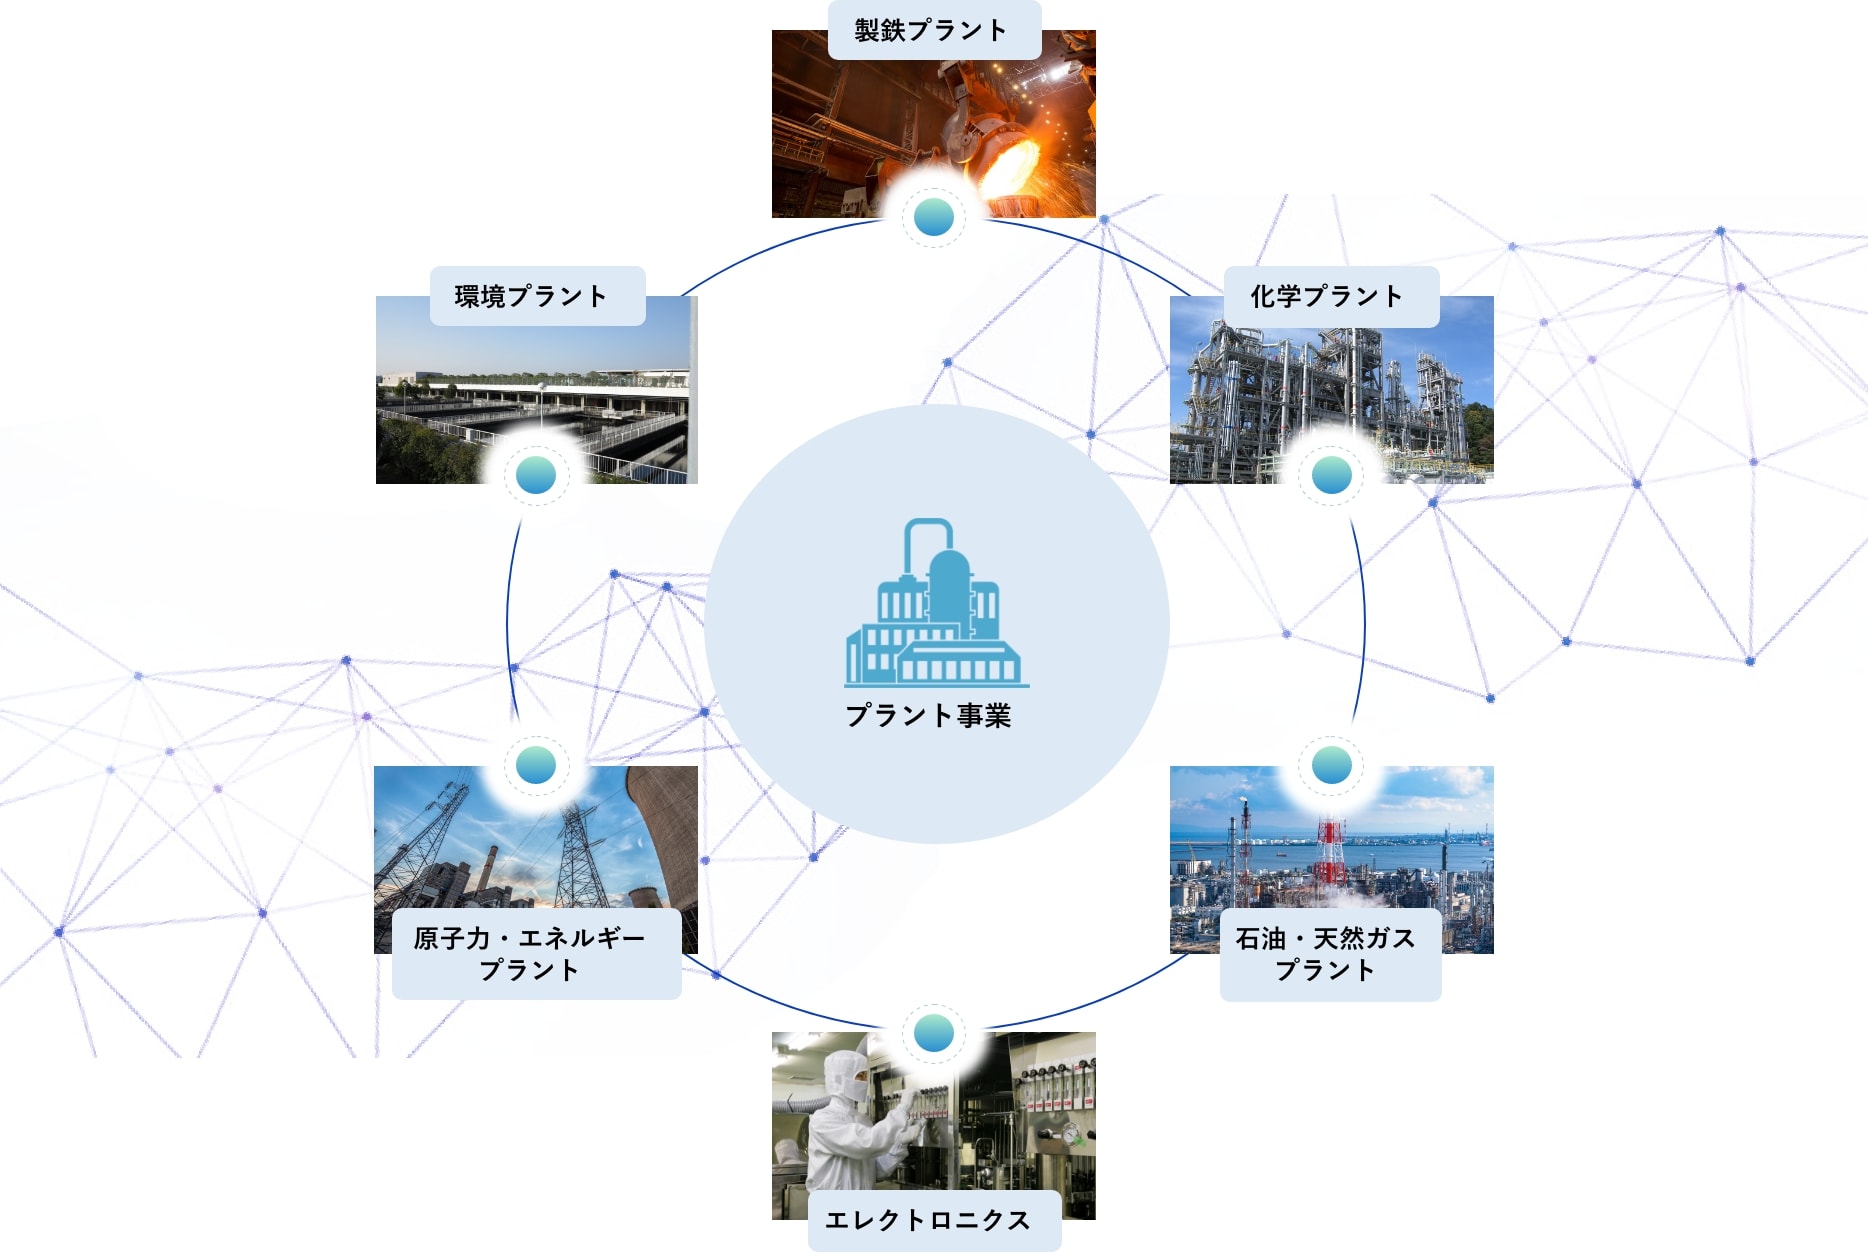 製鉄プラント
環境プラント
化学プラント
プラント事業
原子力・エネルギー
プラント
石油・天然ガス
プラント
エレクトロニクス